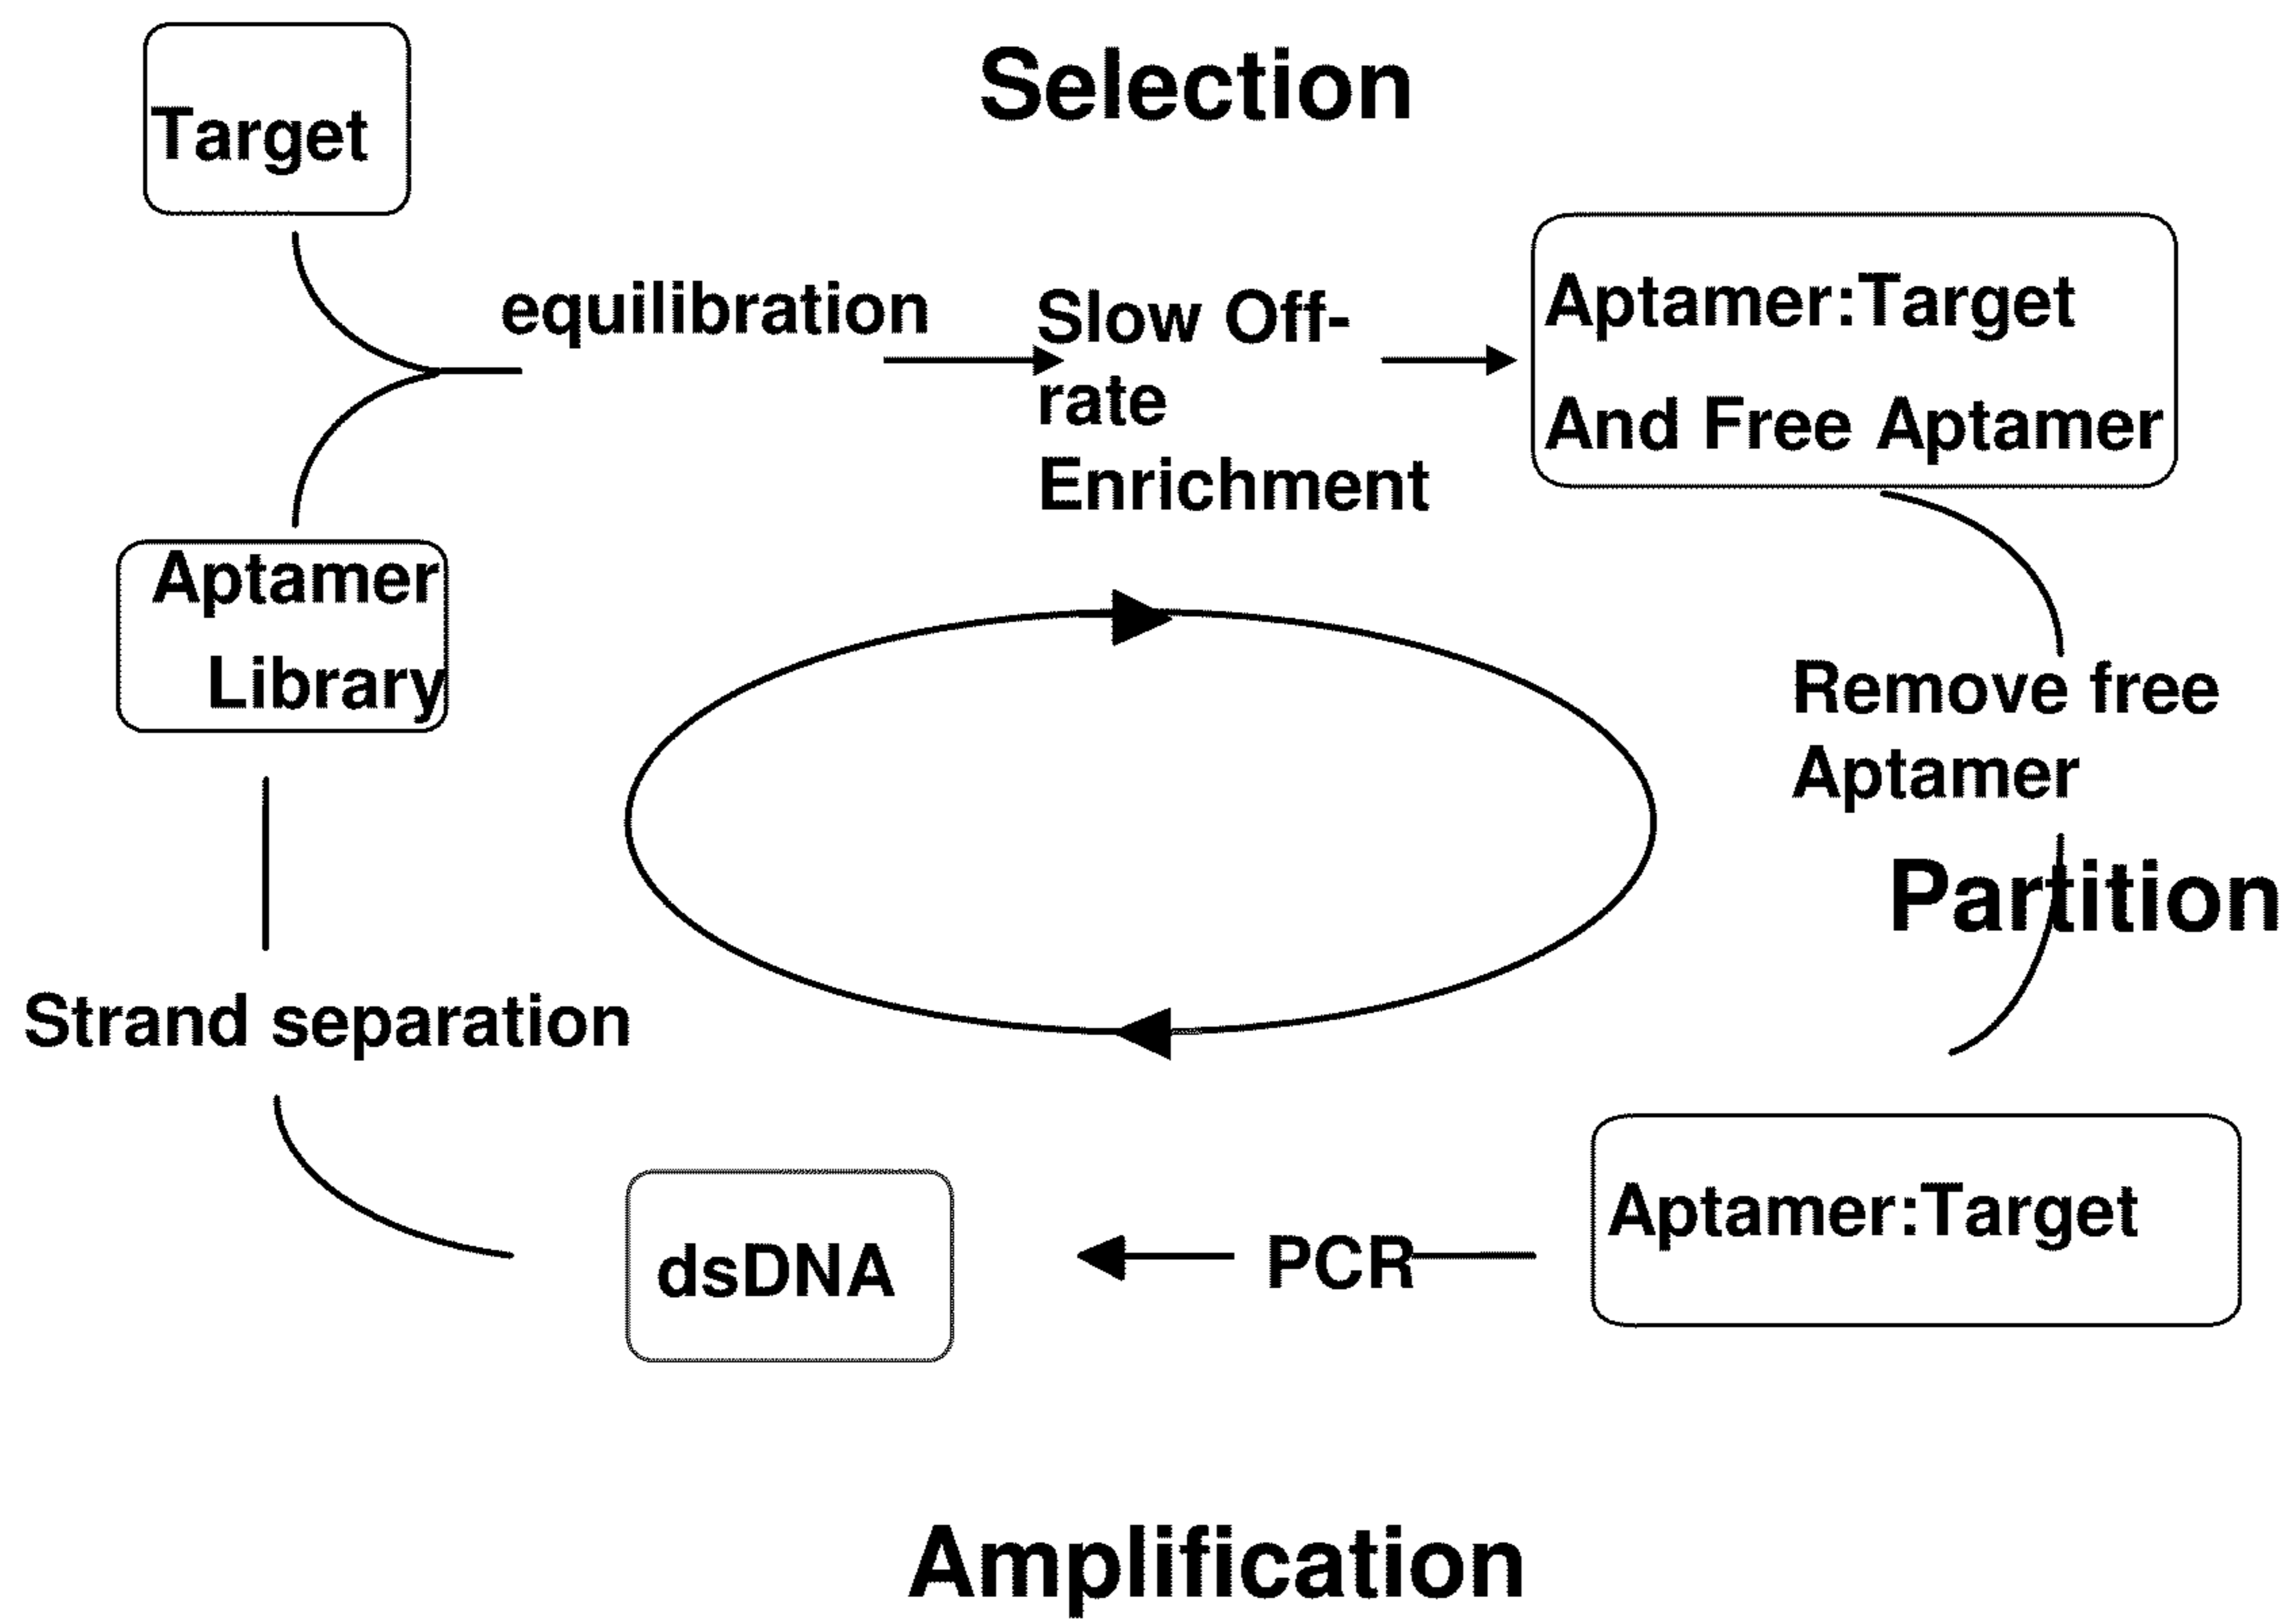 Selection
Target
equilibration
Slow Off-
rate
Enrichment
Aptamer:Target
And Free Aptamer
Aptamer
Library
Remove free
Aptamer
Partition
Strand separation
Aptamer:Target
PCR
dsDNA
Amplification